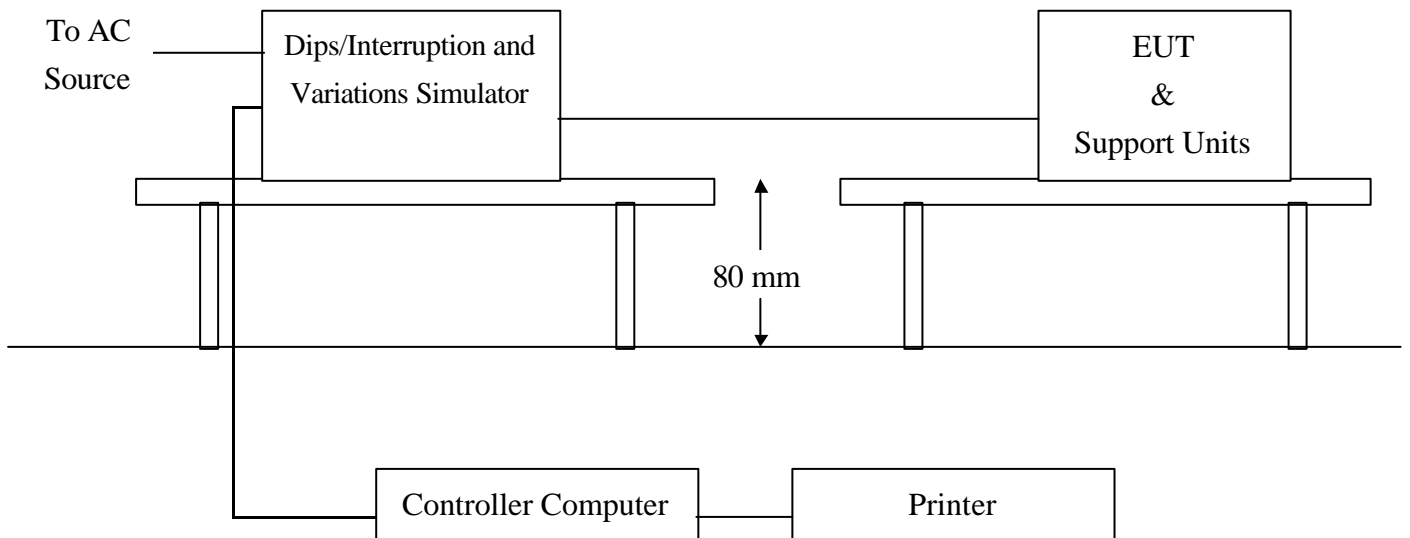 To AC
Source
Dips/Interruption and
Variations Simulator
EUT
&
Support Units
80 mm
Controller Computer
Printer